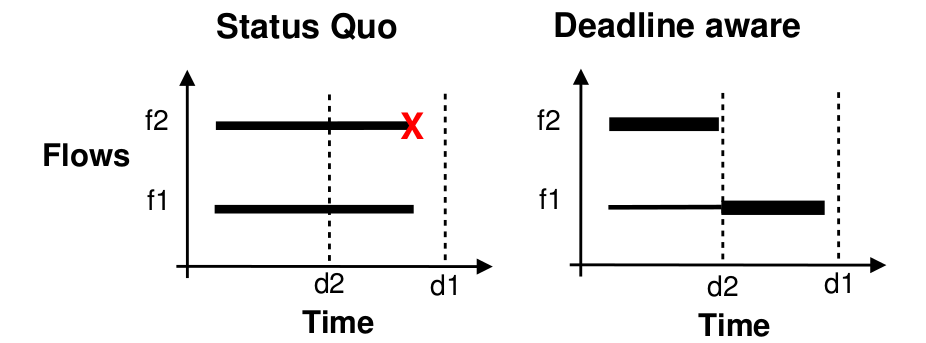 Status Quo
Deadline aware
f2
X
Flows
f1
d2
d1
Time
f2
f1
d2
d1
Time